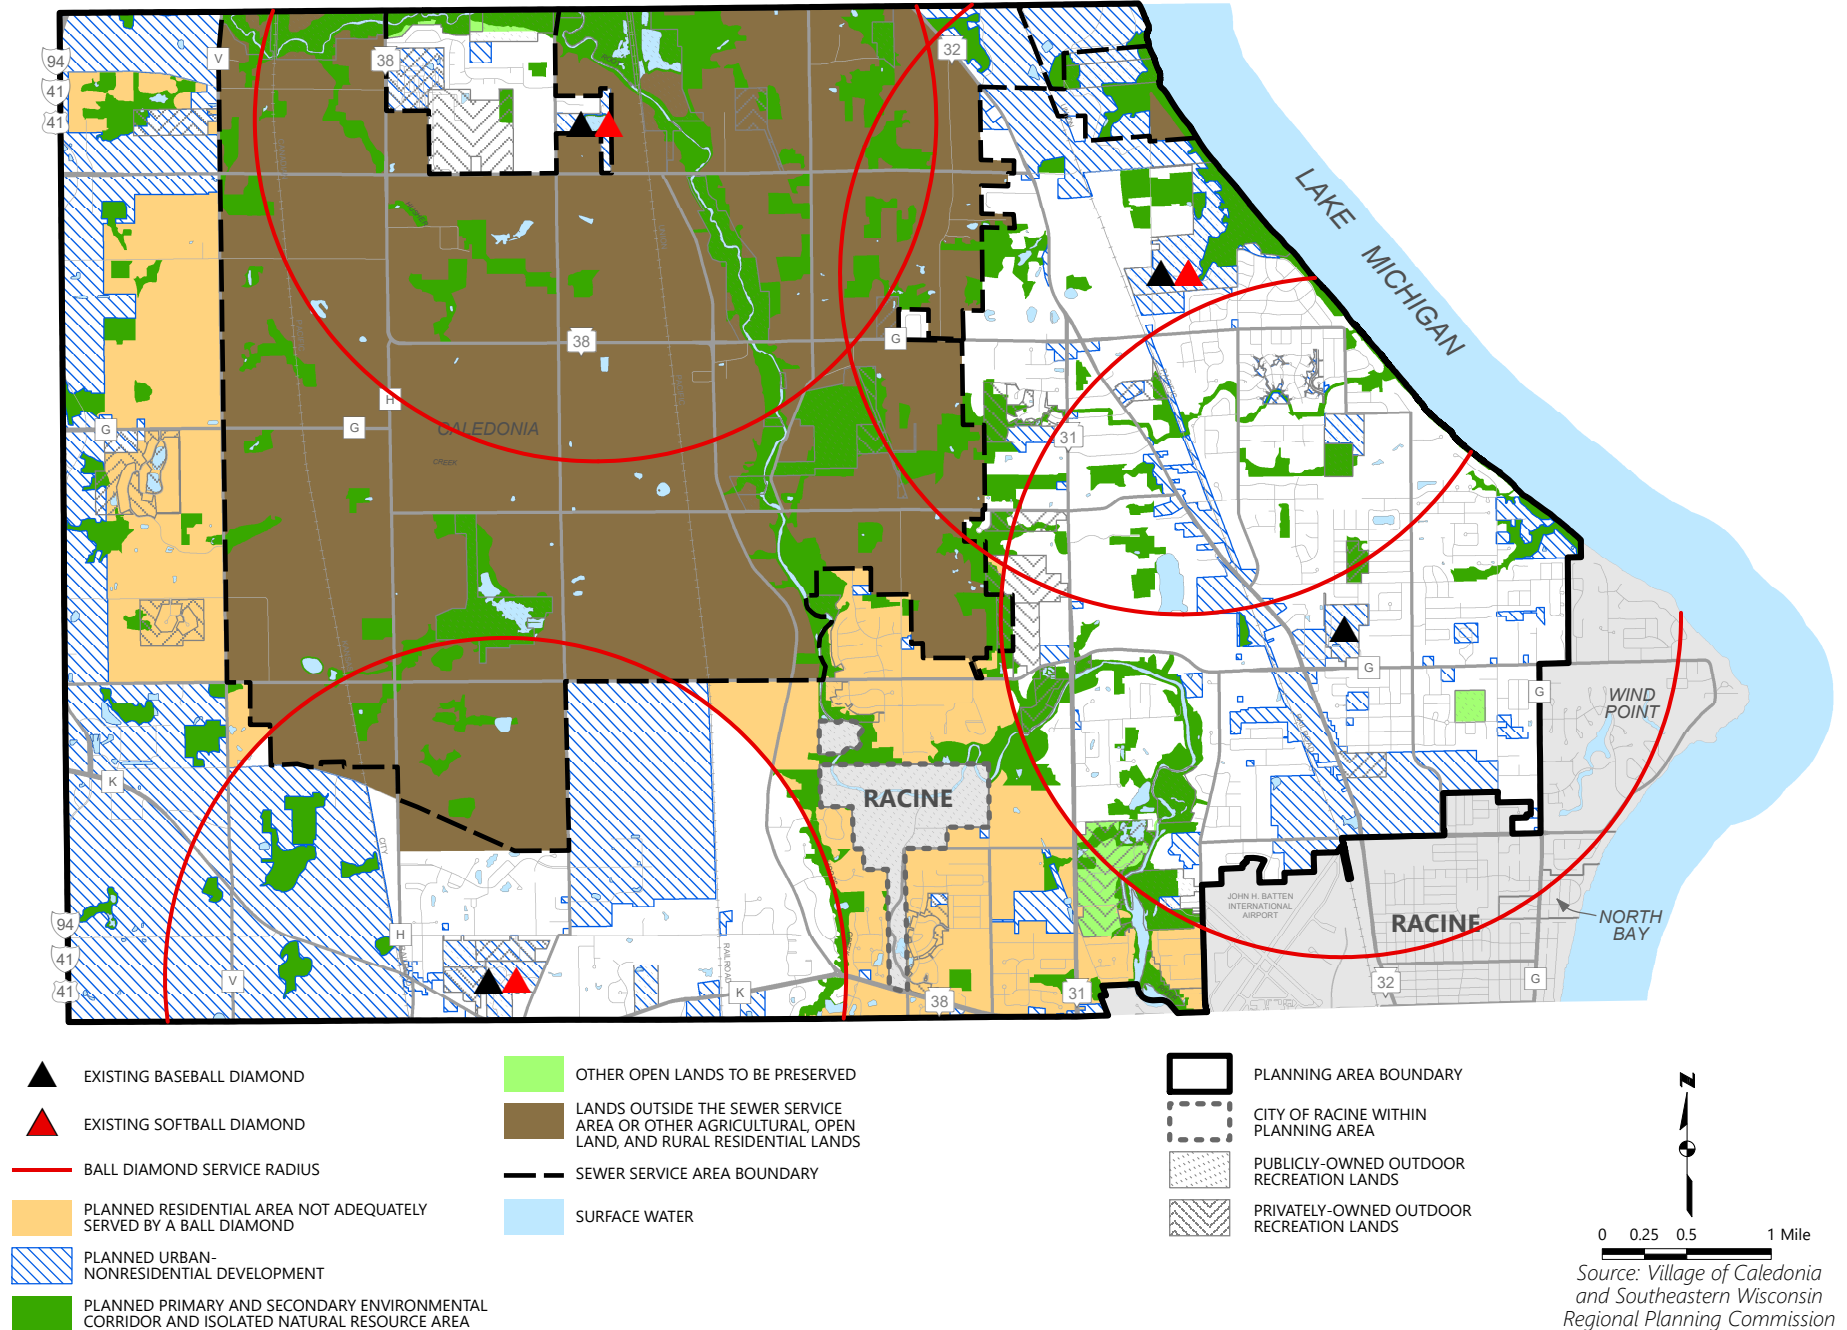 94
41
41
V
38
32
LAKE
MICHIGAN
38
G
H
G
G
CALEDONIA
CREEK
31
G
G
WIND
POINT
K
RACINE
JOHN H. BATTEN
INTERNATIONAL
AIRPORT
RACINE
NORTH
BAY
94
41
41
H
V
CITY
RAILROAD
K
38
31
32
G
EXISTING BASEBALL DIAMOND
EXISTING SOFTBALL DIAMOND
BALL DIAMOND SERVICE RADIUS
PLANNED RESIDENTIAL AREA NOT ADEQUATELY
SERVED BY A BALL DIAMOND
PLANNED URBAN-
NONRESIDENTIAL DEVELOPMENT
PLANNED PRIMARY AND SECONDARY ENVIRONMENTAL
CORRIDOR AND ISOLATED NATURAL RESOURCE AREA
OTHER OPEN LANDS TO BE PRESERVED
LANDS OUTSIDE THE SEWER SERVICE
AREA OR OTHER AGRICULTURAL, OPEN
LAND, AND RURAL RESIDENTIAL LANDS
SEWER SERVICE AREA BOUNDARY
SURFACE WATER
PLANNING AREA BOUNDARY
CITY OF RACINE WITHIN
PLANNING AREA
PUBLICLY-OWNED OUTDOOR
RECREATION LANDS
PRIVATELY-OWNED OUTDOOR
RECREATION LANDS
N
0 0.25 0.5 1 Mile
Source: Village of Caledonia
and Southeastern Wisconsin
Regional Planning Commission